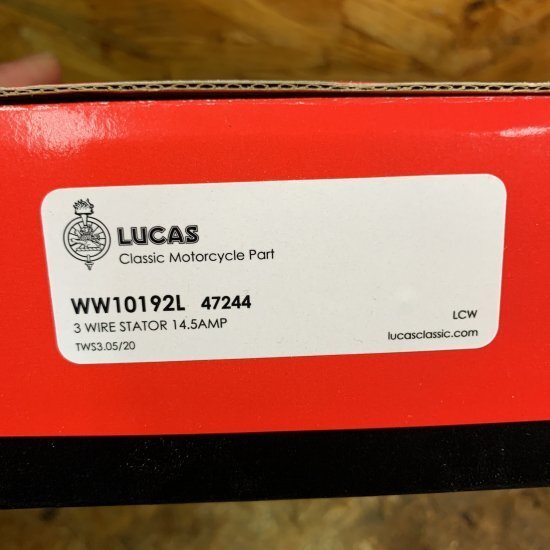 LUCAS
Classic Motorcycle Part
WW10192L 47244
3 WIRE STATOR 14.5AMP
TWS3.05/20
LCW
lucasclassic.com